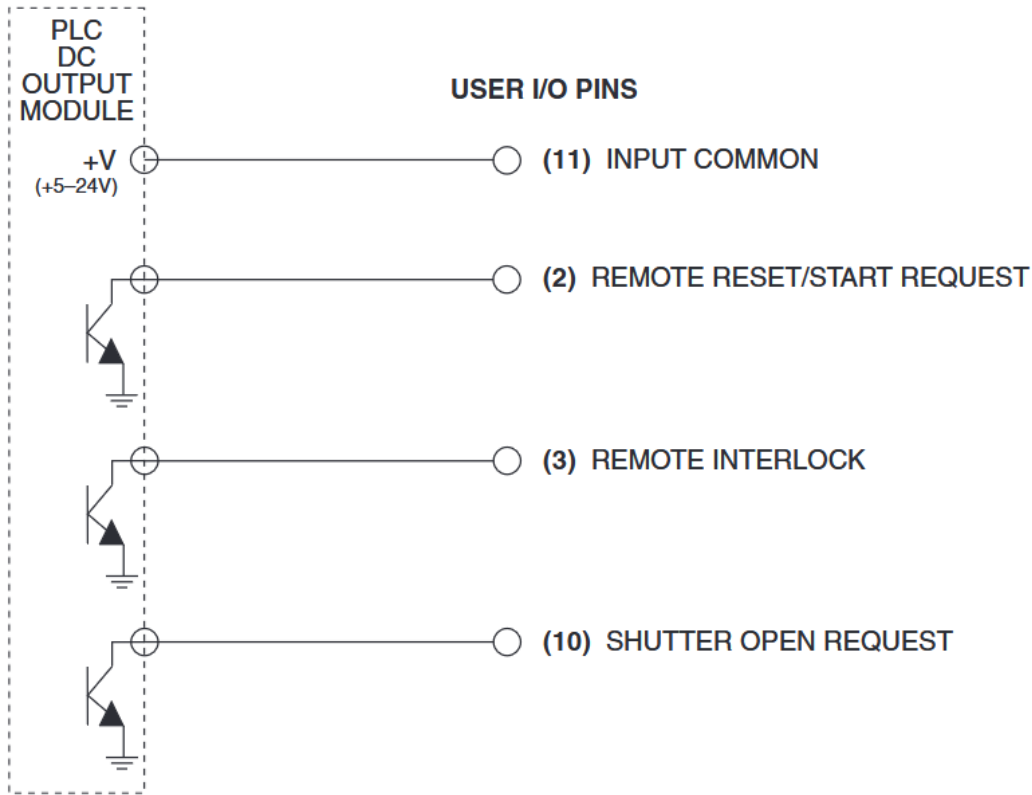 PLC
DC
OUTPUT
MODULE
USER I/O PINS
+V
(+5–24V)
(11) INPUT COMMON
(2) REMOTE RESET/START REQUEST
(3) REMOTE INTERLOCK
(10) SHUTTER OPEN REQUEST